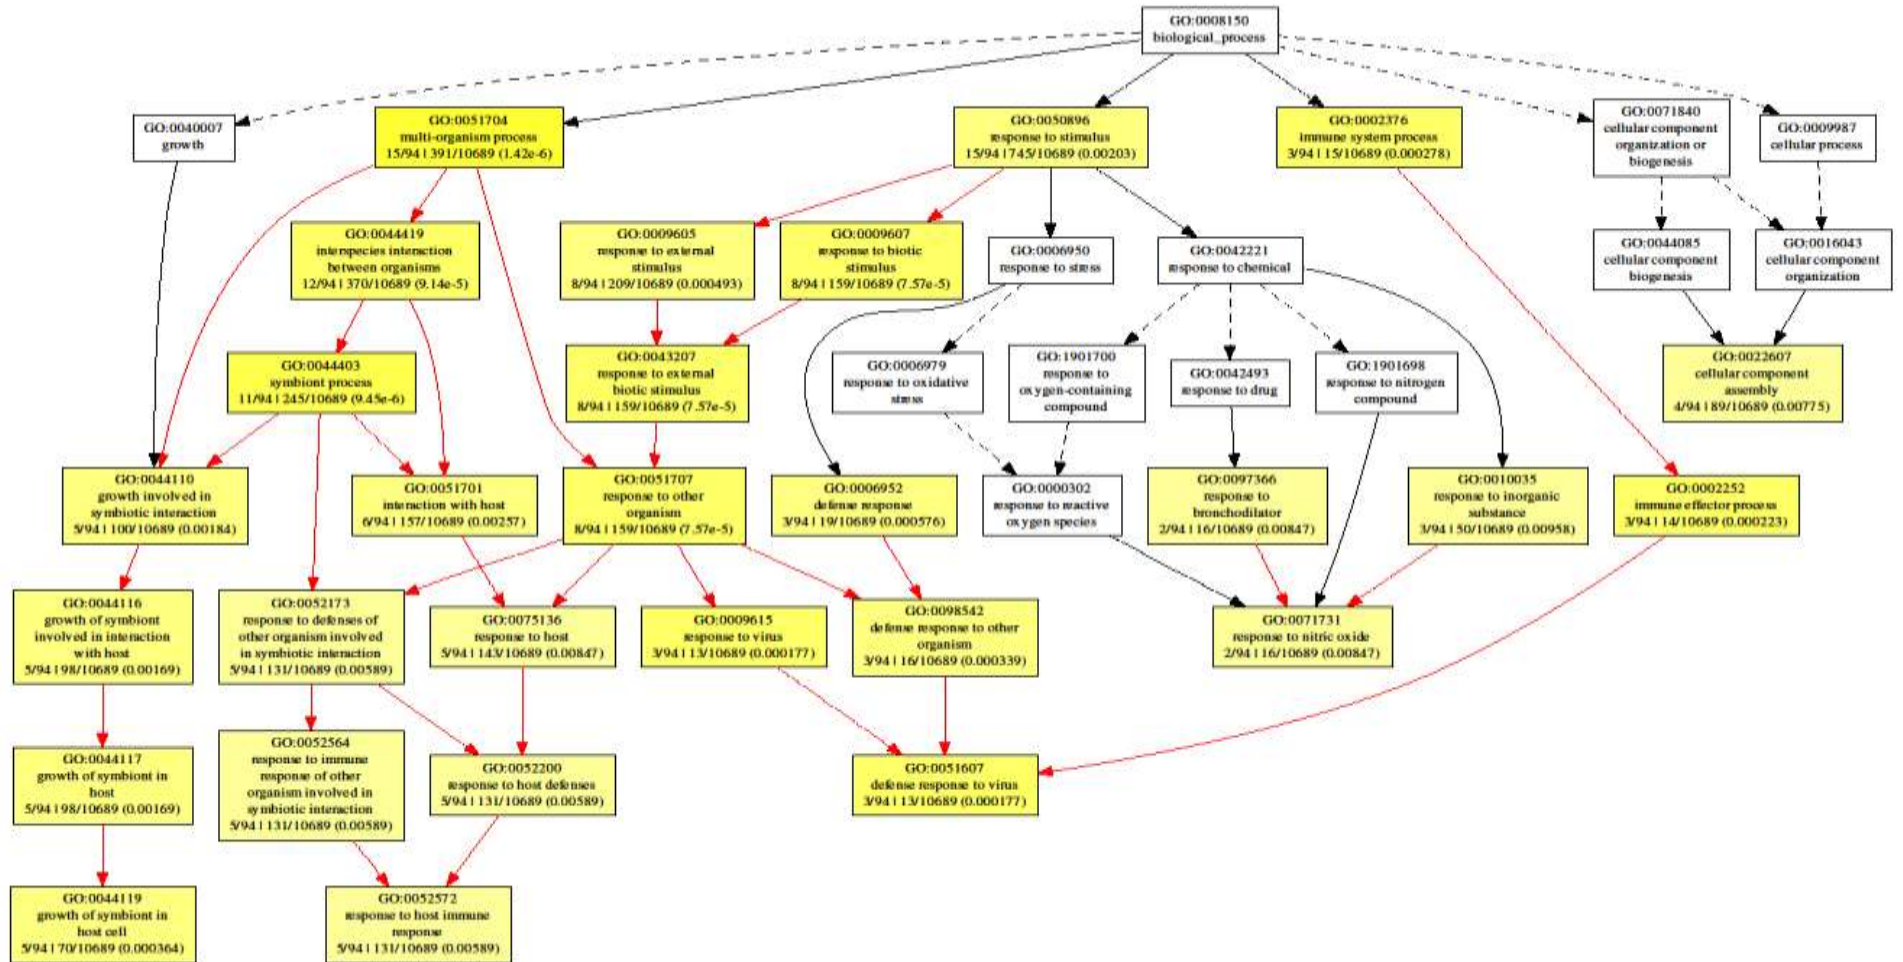 GO:0008150
biological_process
GO:0040007
growth
GO:0051704
multi-organism process
15/94 | 391/10689 (1.42e-6)
GO:0050896
response to stimulus
15/94 | 745/10689 (0.00203)
GO:0002376
immune system process
3/94 | 15/10689 (0.000278)
GO:0071840
cellular component
organization or
biogenesis
GO:0009987
cellular process
GO:0044419
interspecies interaction
between organisms
12/94 | 370/10689 (9.14e-5)
GO:0009605
response to external
stimulus
8/94 | 209/10689 (0.000493)
GO:0009607
response to biotic
stimulus
8/94 | 159/10689 (7.57e-5)
GO:0006950
response to stress
GO:0042221
response to chemical
GO:0044085
cellular component
biogenesis
GO:0016043
cellular component
organization
GO:0044403
symbiont process
11/94 | 245/10689 (9.45e-6)
GO:0043207
response to external
biotic stimulus
8/94 | 159/10689 (7.57e-5)
GO:0006979
response to oxidative
stress
GO:1901700
response to
oxygen-containing
compound
GO:0042493
response to drug
GO:1901698
response to nitrogen
compound
GO:0022607
cellular component
assembly
4/94 | 89/10689 (0.00775)
GO:0044110
growth involved in
symbiotic interaction
5/94 | 100/10689 (0.00184)
GO:0051701
interaction with host
6/94 | 157/10689 (0.00257)
GO:0051707
response to other
organism
8/94 | 159/10689 (7.57e-5)
GO:0006952
defense response
3/94 | 19/10689 (0.000576)
GO:0000302
response to reactive
oxygen species
GO:0097366
response to
bronchodilator
2/94 | 16/10689 (0.00847)
GO:0010035
response to inorganic
substance
3/94 | 50/10689 (0.00958)
GO:0002252
immune effector process
3/94 | 14/10689 (0.000223)
GO:0044116
growth of symbiont
involved in interaction
with host
5/94 | 98/10689 (0.00169)
GO:0052173
response to defenses of
other organism involved
in symbiotic interaction
5/94 | 131/10689 (0.00589)
GO:0075136
response to host
5/94 | 143/10689 (0.00847)
GO:0009615
response to virus
3/94 | 13/10689 (0.000177)
GO:0098542
defense response to other
organism
3/94 | 16/10689 (0.000339)
GO:0071731
response to nitric oxide
2/94 | 16/10689 (0.00847)
GO:0044117
growth of symbiont in
host
5/94 | 98/10689 (0.00169)
GO:0052564
response to immune
response of other
organism involved in
symbiotic interaction
5/94 | 131/10689 (0.00589)
GO:0052200
response to host defenses
5/94 | 131/10689 (0.00589)
GO:0051607
defense response to virus
3/94 | 13/10689 (0.000177)
GO:0044119
growth of symbiont in
host cell
5/94 | 70/10689 (0.000364)
GO:0052572
response to host immune
response
5/94 | 131/10689 (0.00589)